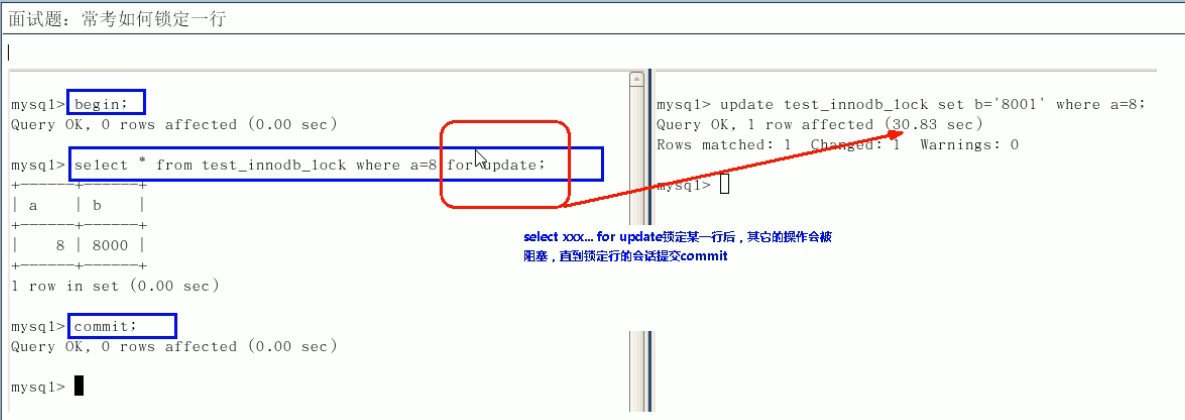 面试题：常考如何锁定一行
mysql> begin;
Query OK, 0 rows affected (0.00 sec)
mysql> select * from test_innodb_lock where a=8 for update;
+------+------+
| a | b |
+------+------+
| 8 | 8000 |
+------+------+
1 row in set (0.00 sec)
mysql> commit;
Query OK, 0 rows affected (0.00 sec)
mysql>
mysql> update test_innodb_lock set b='8001' where a=8;
Query OK, 1 row affected (30.83 sec)
Rows matched: 1 Changed: 1 Warnings: 0
mysql>
select xxx... for update锁定某一行后，其它的操作会被
阻塞，直到锁定行的会话提交commit